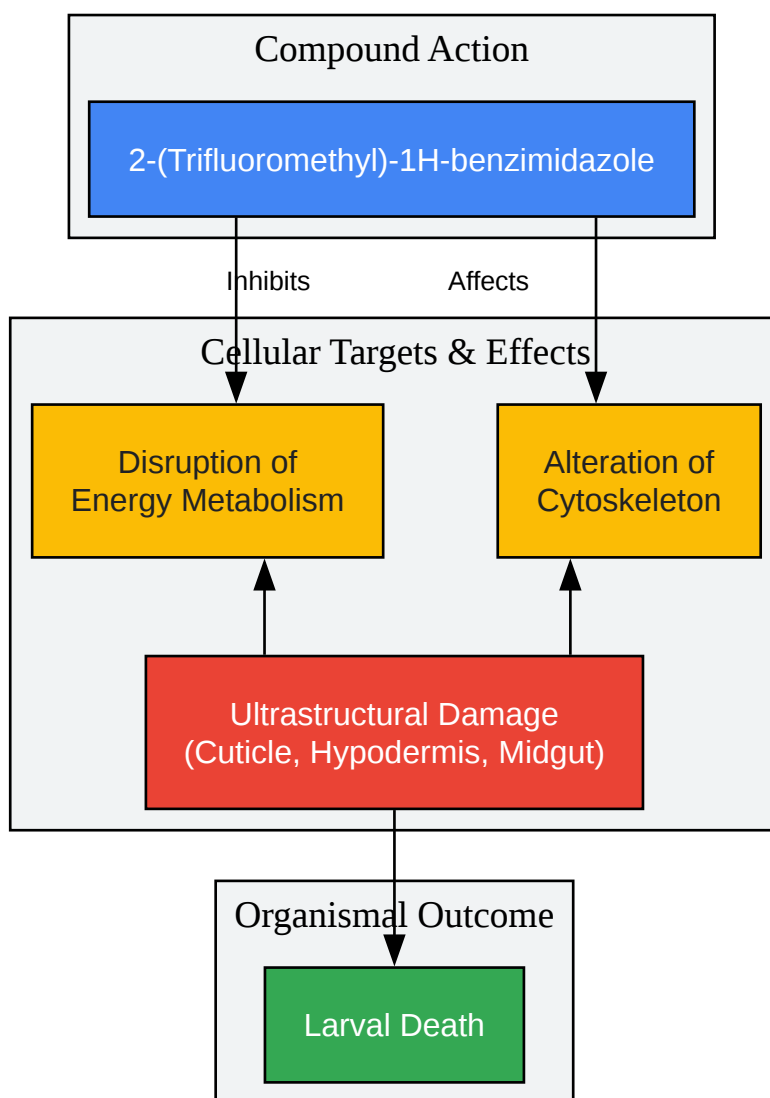 Compound Action
2-(Trifluoromethyl)-1H-benzimidazole
Inhibits
Affects
Cellular Targets & Effects
Disruption of
Energy Metabolism
Alteration of
Cytoskeleton
Ultrastructural Damage
(Cuticle, Hypodermis, Midgut)
Organismal Outcome
Larval Death